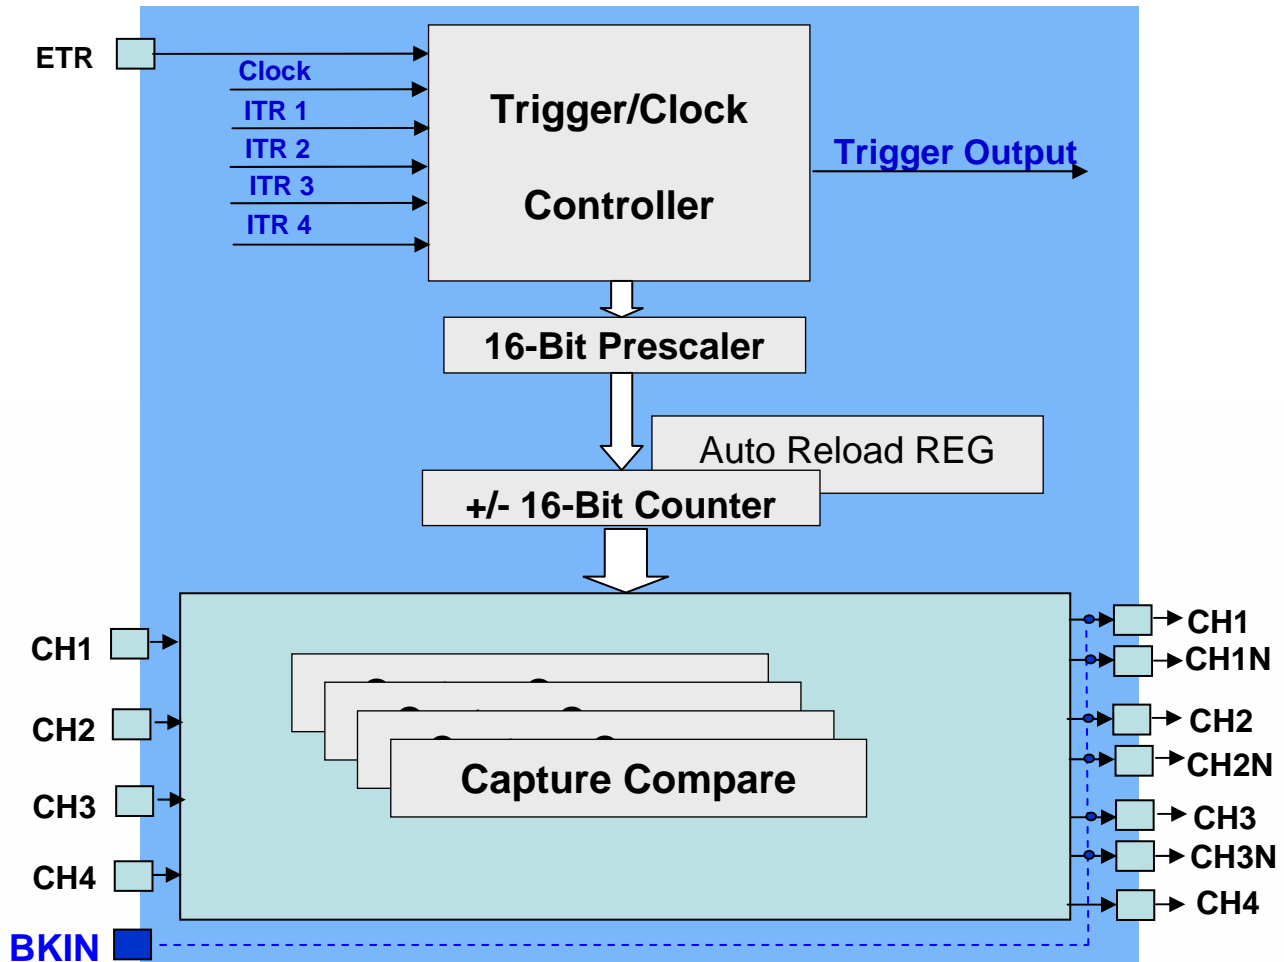 ETR
Clock
ITR 1
ITR 2
ITR 3
ITR 4
Trigger/Clock
Controller
Trigger Output
16-Bit Prescaler
Auto Reload REG
+/- 16-Bit Counter
CH1
CH2
CH3
CH4
BKIN
Capture Compare
CH1
CH1N
CH2
CH2N
CH3
CH3N
CH4